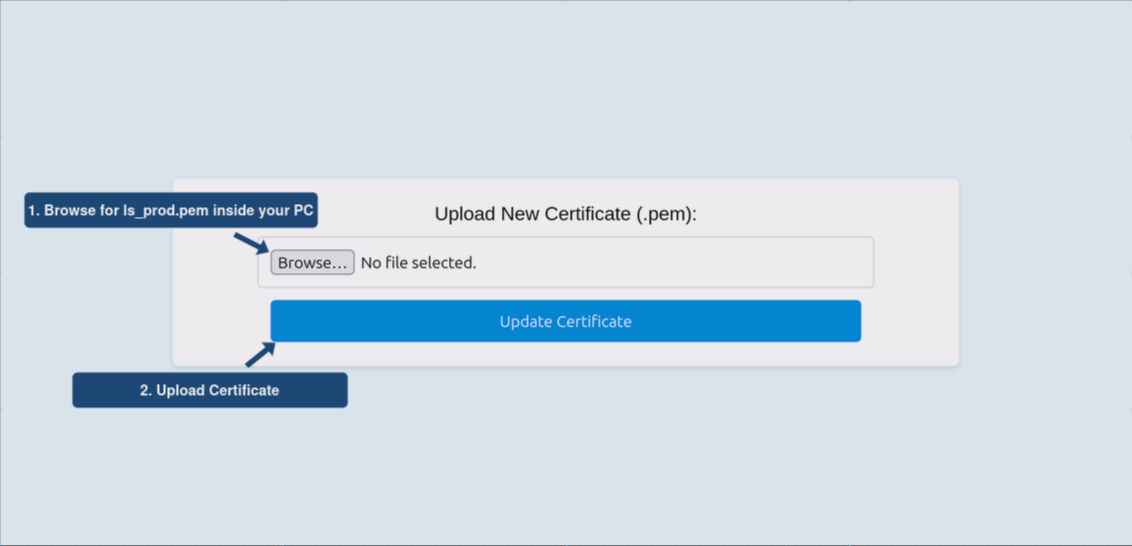 1. Browse for ls_prod.pem inside your PC
Upload New Certificate (.pem):
Browse... No file selected.
Update Certificate
2. Upload Certificate